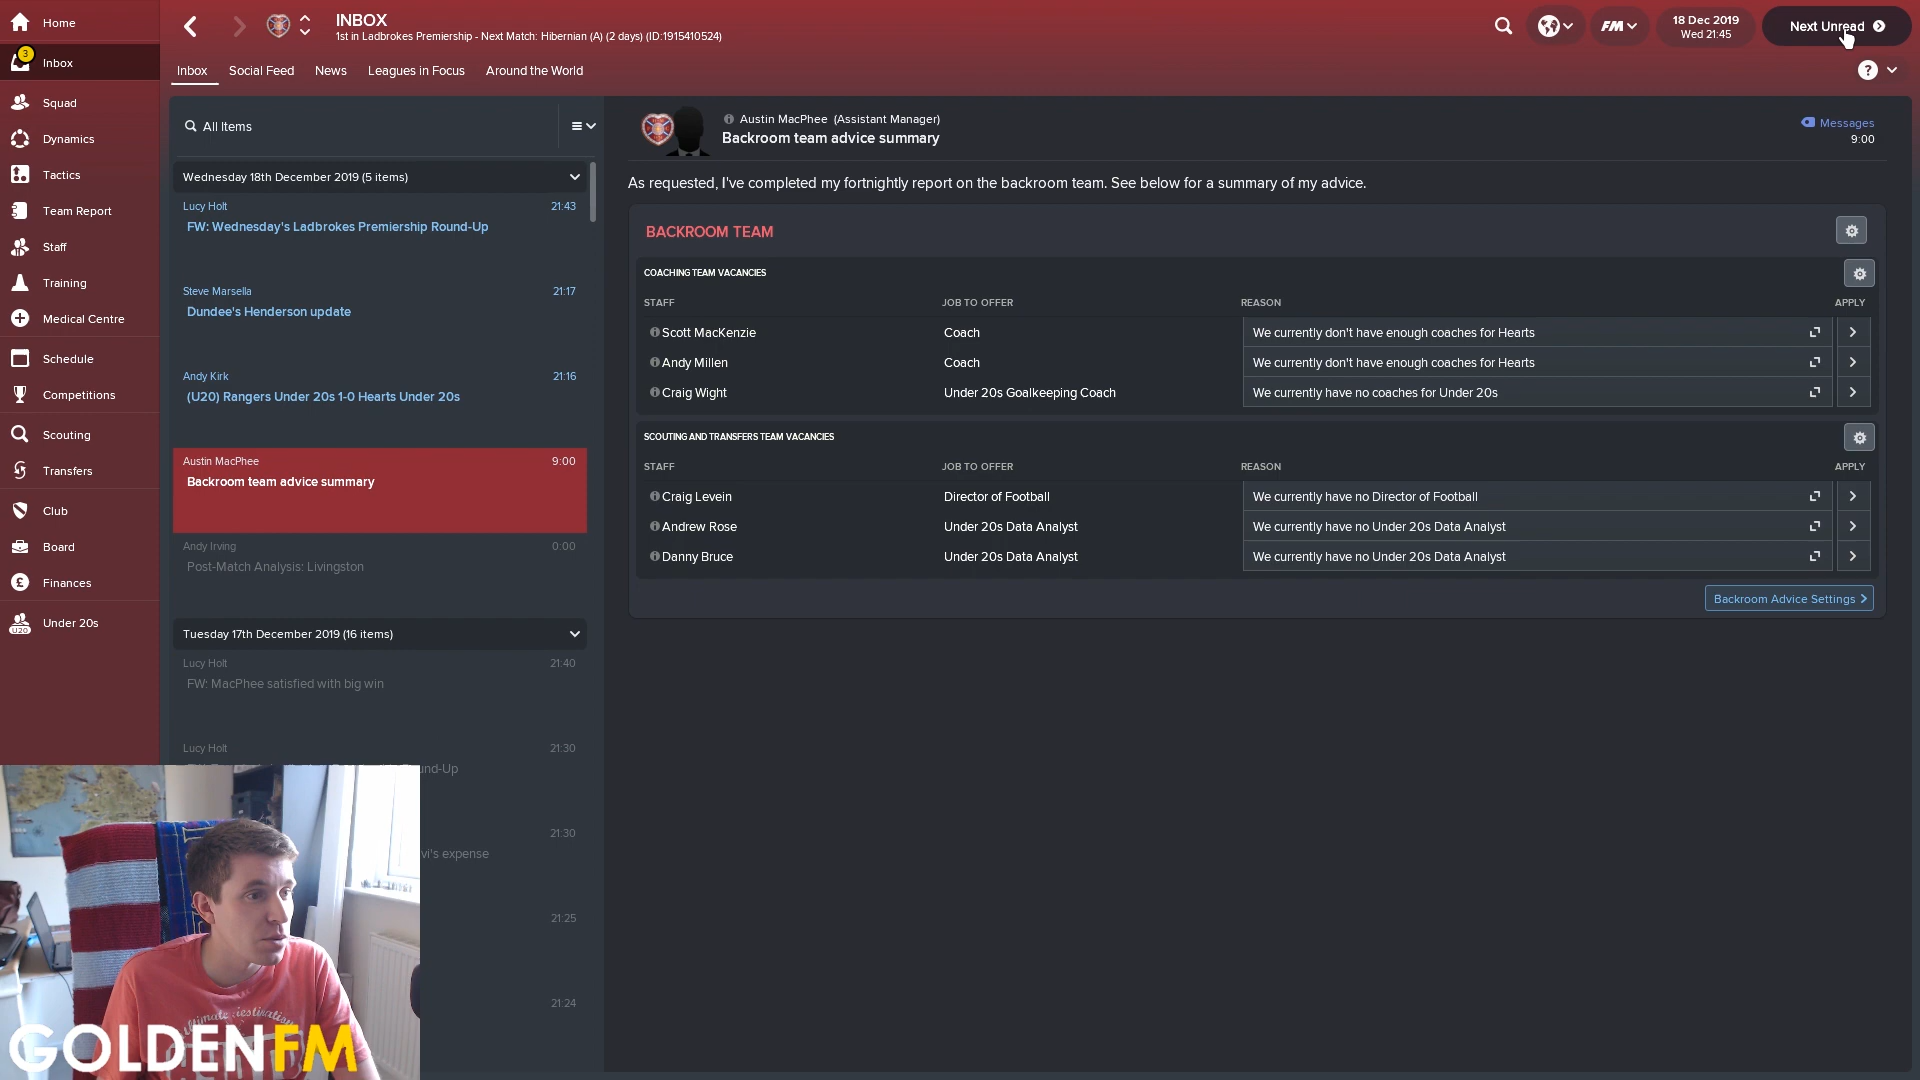 Home
3
Inbox
Squad
Dynamics
Tactics
Team Report
Staff
Training
Medical Centre
Schedule
Competitions
Scouting
Transfers
Club
Board
Finances
Under 20s
U20
INBOX
1st in Ladbrokes Premiership - Next Match: Hibernian (A) (2 days) (ID:1915410524)
FM
18 Dec 2019
Wed 21:45
Next Unread
Inbox Social Feed News Leagues in Focus Around the World
?
All Items
Wednesday 18th December 2019 (5 items)
Lucy Holt 21:43
FW: Wednesday's Ladbrokes Premiership Round-Up
Steve Marsella 21:17
Dundee's Henderson update
Andy Kirk 21:16
(U20) Rangers Under 20s 1-0 Hearts Under 20s
Austin MacPhee 9:00
Backroom team advice summary
Andy Irving 0:00
Post-Match Analysis: Livingston
Tuesday 17th December 2019 (16 items)
Lucy Holt 21:40
FW: MacPhee satisfied with big win
Lucy Holt 21:30
und-Up
21:30
vi's expense
21:25
21:24
Austin MacPhee (Assistant Manager)
Backroom team advice summary
Messages
9:00
As requested, I've completed my fortnightly report on the backroom team. See below for a summary of my advice.
BACKROOM TEAM
COACHING TEAM VACANCIES
STAFF JOB TO OFFER REASON APPLY
Scott MacKenzie Coach We currently don't have enough coaches for Hearts
Andy Millen Coach We currently don't have enough coaches for Hearts
Craig Wight Under 20s Goalkeeping Coach We currently have no coaches for Under 20s
SCOUTING AND TRANSFERS TEAM VACANCIES
STAFF JOB TO OFFER REASON APPLY
Craig Levein Director of Football We currently have no Director of Football
Andrew Rose Under 20s Data Analyst We currently have no Under 20s Data Analyst
Danny Bruce Under 20s Data Analyst We currently have no Under 20s Data Analyst
Backroom Advice Settings
GOLDENFM